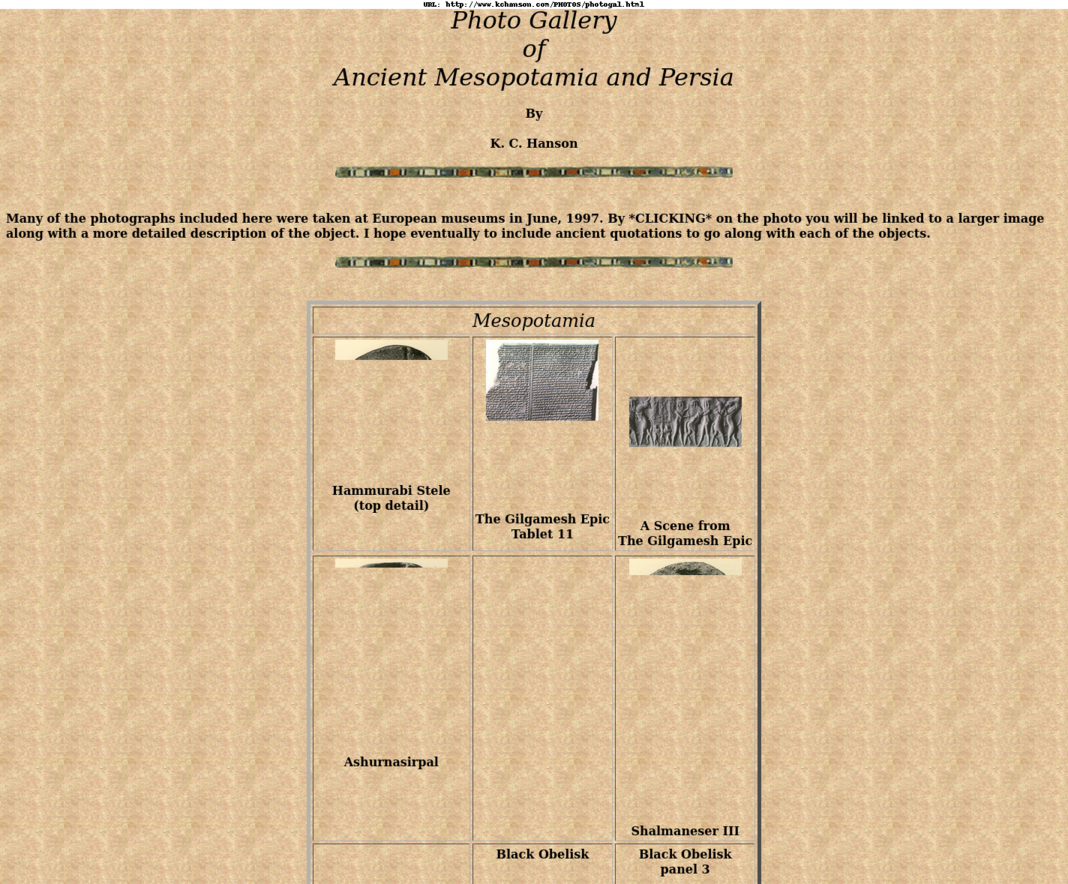 URL: http://www.kchanson.com/PHOTOS/photogal.html
Photo Gallery
of
Ancient Mesopotamia and Persia
By
K. C. Hanson
Many of the photographs included here were taken at European museums in June, 1997. By *CLICKING* on the photo you will be linked to a larger image
along with a more detailed description of the object. I hope eventually to include ancient quotations to go along with each of the objects.
Mesopotamia
Hammurabi Stele
(top detail)
The Gilgamesh Epic
Tablet 11
A Scene from
The Gilgamesh Epic
Ashurnasirpal
Shalmaneser III
Black Obelisk
Black Obelisk
panel 3